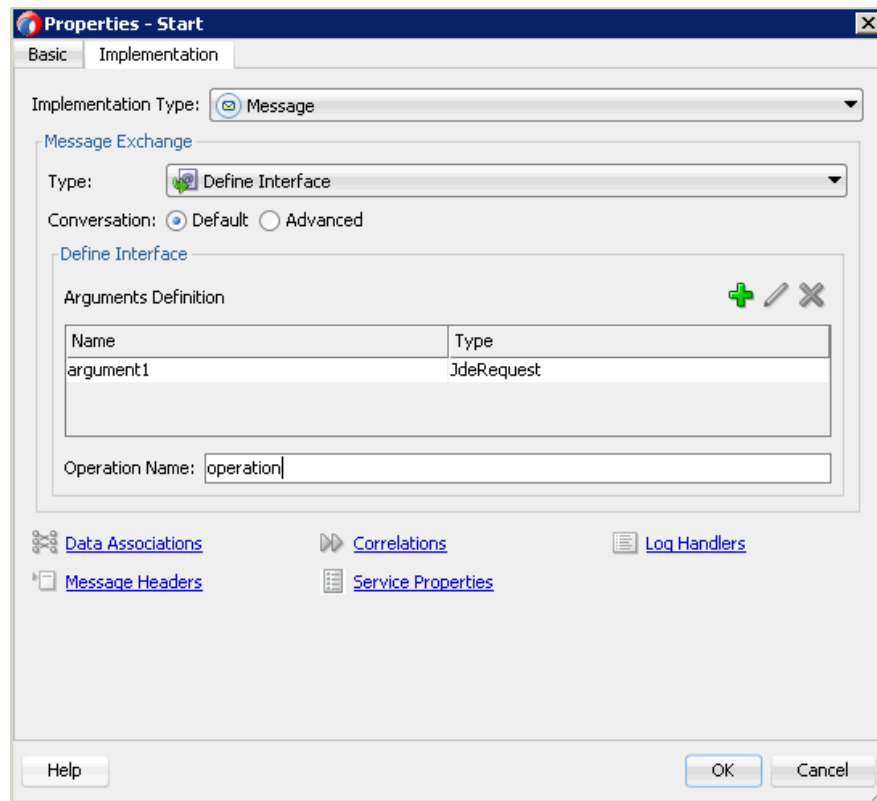 Properties - Start
Basic Implementation
Implementation Type: Message
Message Exchange
Type: Define Interface
Conversation: Default Advanced
Define Interface
Arguments Definition
Name Type
argument1 JdeRequest
Operation Name: operation
Data Associations Correlations Log Handlers
Message Headers Service Properties
Help OK Cancel